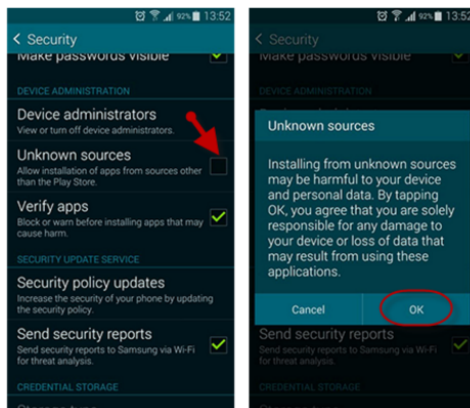 92% 13:52
< Security
Make passwords visible
DEVICE ADMINISTRATION
Device administrators
View or turn off device administrators.
Unknown sources
Allow installation of apps from sources other
than the Play Store.
Verify apps
Block or warn before installing apps that may
cause harm.
SECURITY UPDATE SERVICE
Security policy updates
Increase the security of your phone by updating
the security policy.
Send security reports
Send security reports to Samsung via Wi-Fi
for threat analysis.
CREDENTIAL STORAGE
Storage type
92% 13:52
< Security
Make passwords visible
DEVICE ADMINISTRATION
Unknown sources
Installing from unknown sources
may be harmful to your device
and personal data. By tapping
OK, you agree that you are solely
responsible for any damage to
your device or loss of data that
may result from using these
applications.
Cancel OK
Send security reports
Send security reports to Samsung via Wi-Fi
for threat analysis.
CREDENTIAL STORAGE